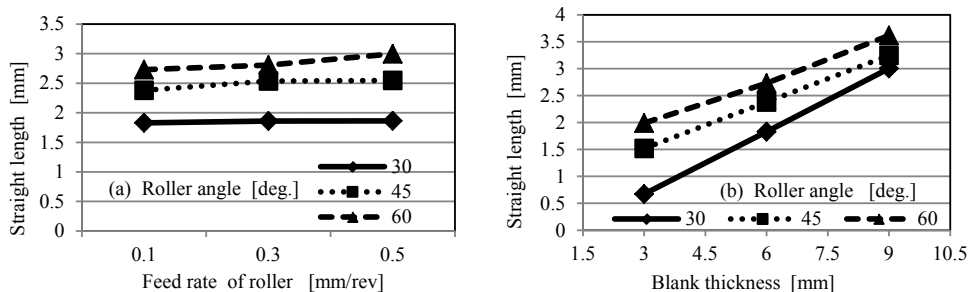 3.5
3
2.5
2
1.5
1
0.5
0
Straight length [mm]
(a) Roller angle [deg.]
30
45
60
0.1 0.3 0.5
Feed rate of roller [mm/rev]
4
3.5
3
2.5
2
1.5
1
0.5
0
Straight length [mm]
(b) Roller angle [deg.]
30 45 60
1.5 3 4.5 6 7.5 9 10.5
Blank thickness [mm]